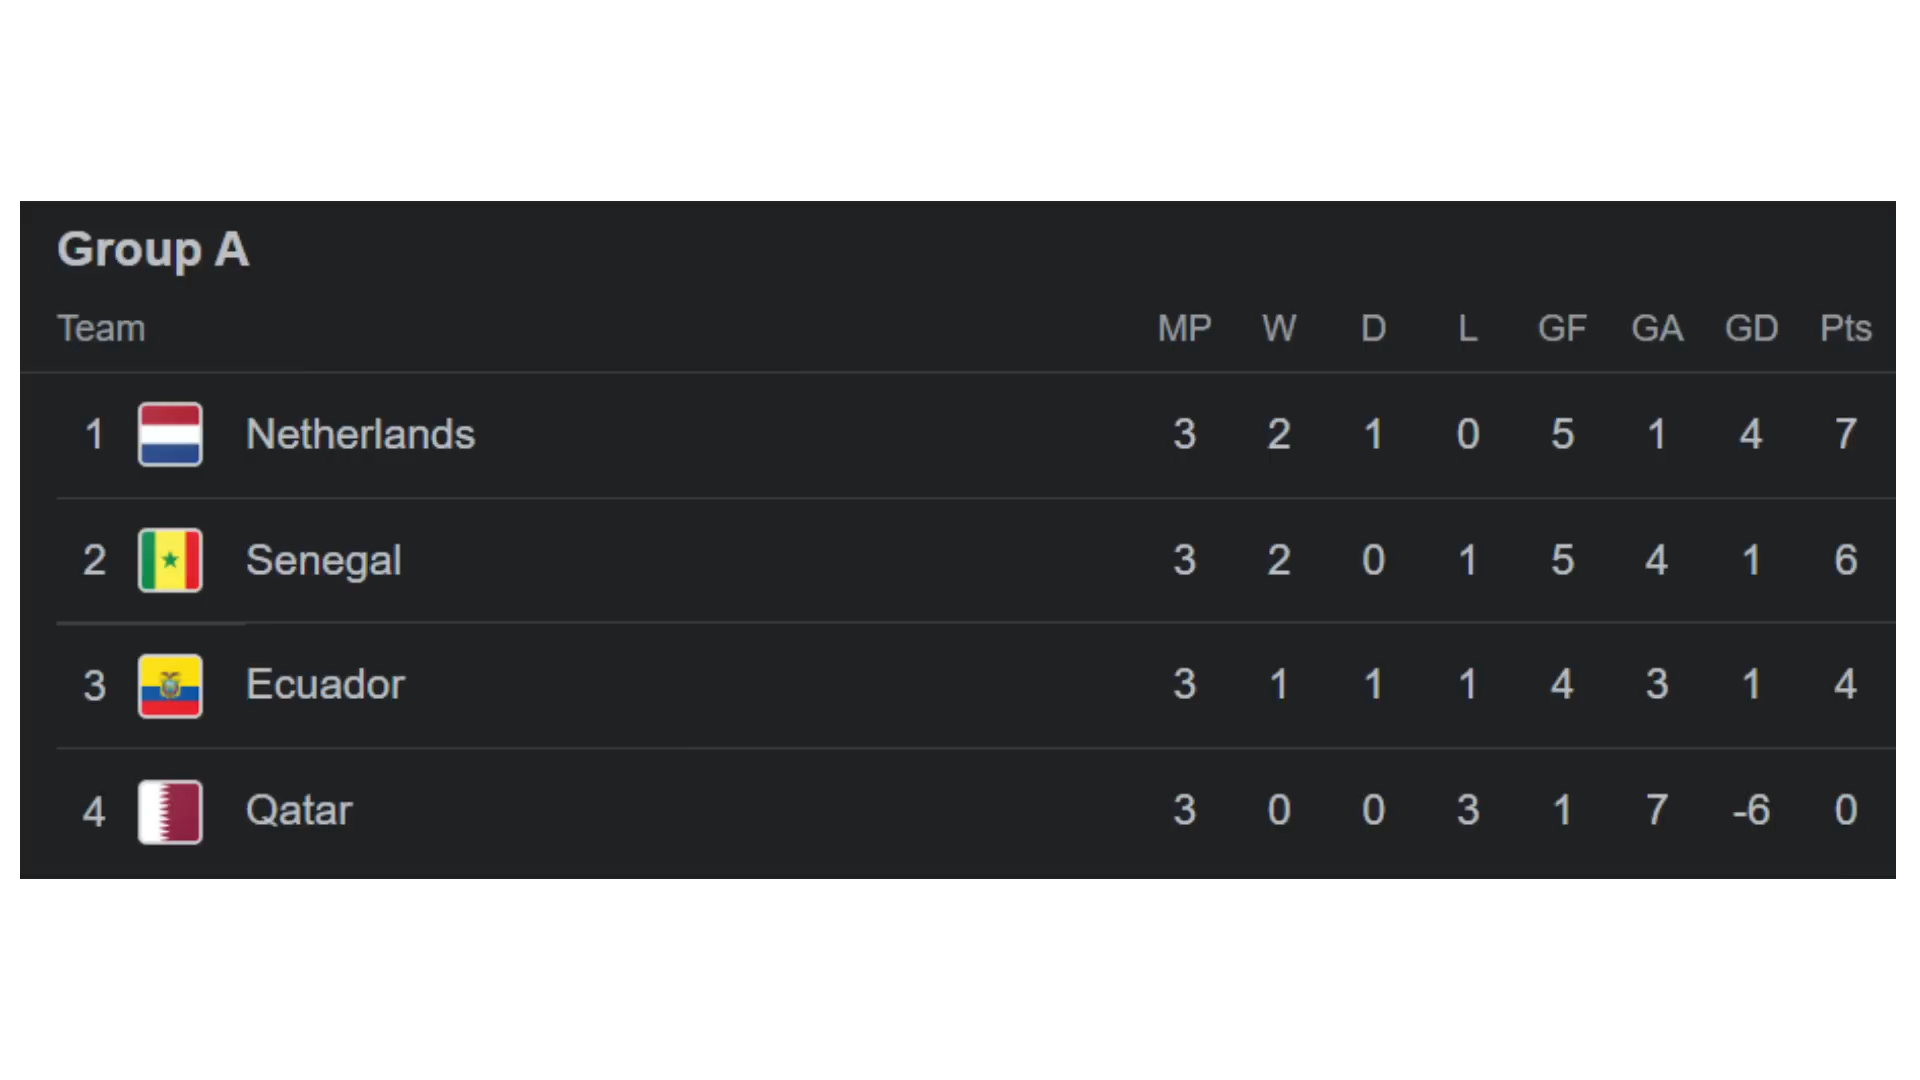 Group A
Team MP W D L GF GA GD Pts
1 Netherlands 3 2 1 0 5 1 4 7
2 Senegal 3 2 0 1 5 4 1 6
3 Ecuador 3 1 1 1 4 3 1 4
4 Qatar 3 0 0 3 1 7 -6 0